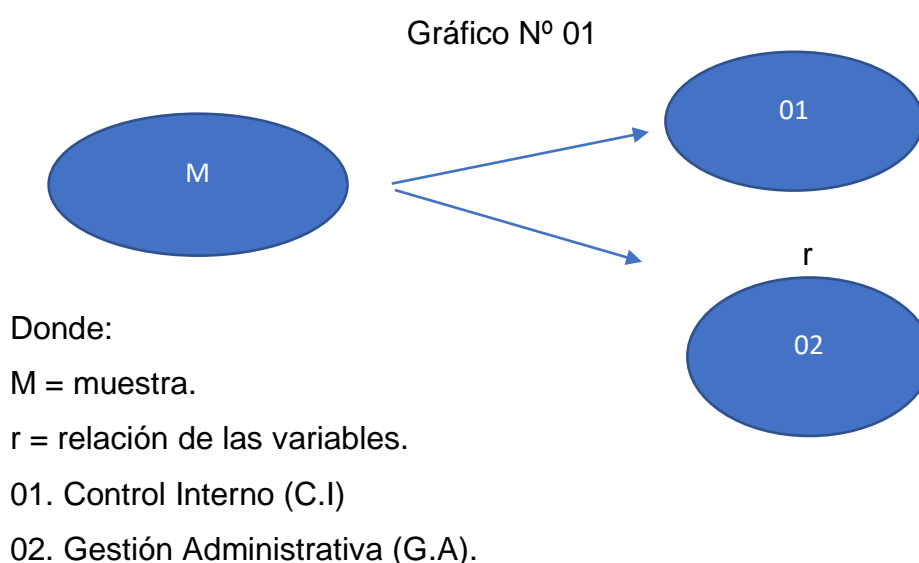 Gráfico Nº 01
01
M
r
02
Donde:
M = muestra.
r = relación de las variables.
01. Control Interno (C.I)
02. Gestión Administrativa (G.A).